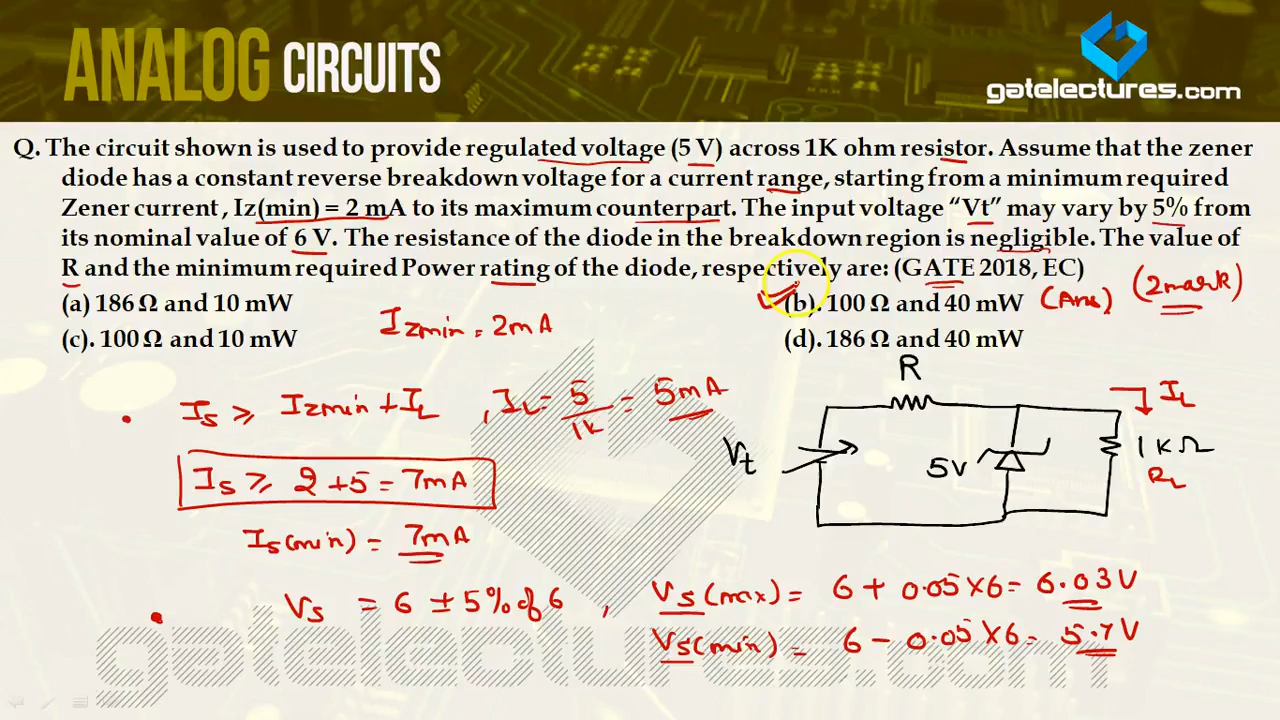 ANALOG CIRCUITS
gatelectures.com
Q. The circuit shown is used to provide regulated voltage (5 V) across 1K ohm resistor. Assume that the zener
diode has a constant reverse breakdown voltage for a current range, starting from a minimum required
Zener current , Iz(min) = 2 mA to its maximum counterpart. The input voltage “Vt” may vary by 5% from
its nominal value of 6 V. The resistance of the diode in the breakdown region is negligible. The value of
R and the minimum required Power rating of the diode, respectively are: (GATE 2018, EC) (2mark)
(a) 186 Ω and 10 mW (b). 100 Ω and 40 mW (Ans)
(c). 100 Ω and 10 mW (d). 186 Ω and 40 mW
Izmin = 2mA
R
Is ≥ Izmin + IL , IL = 5/1k = 5mA
IL
Vt 5V 1KΩ
RL
Is ≥ 2 + 5 = 7mA
Is(min) = 7mA
Vs = 6 ± 5% of 6 , Vs(max) = 6 + 0.05 X 6 = 6.03V
Vs(min) = 6 - 0.05 X 6 = 5.7V
gatelectures.com